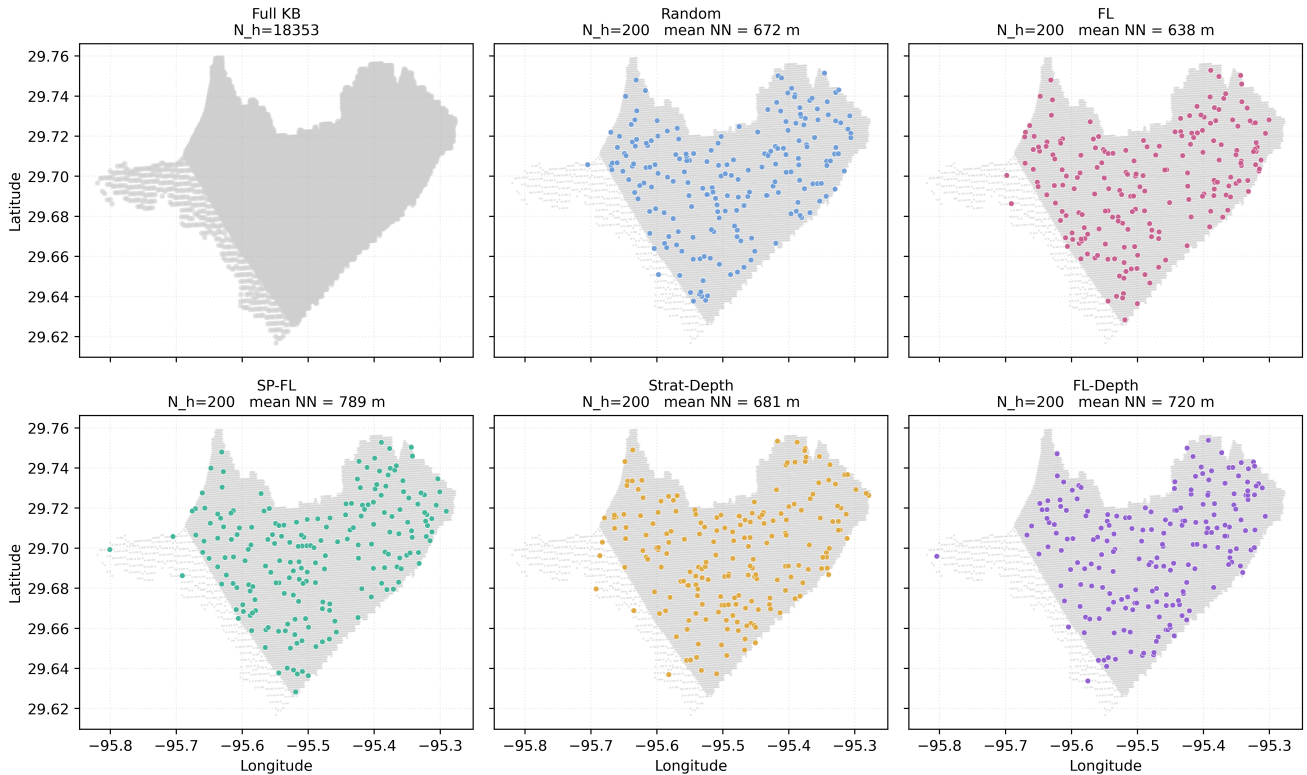 Full KB
N_h=18353
Random
N_h=200 mean NN = 672 m
FL
N_h=200 mean NN = 638 m
29.76
29.74
29.72
29.70
29.68
29.66
29.64
29.62
Latitude
SP-FL
N_h=200 mean NN = 789 m
Strat-Depth
N_h=200 mean NN = 681 m
FL-Depth
N_h=200 mean NN = 720 m
29.76
29.74
29.72
29.70
29.68
29.66
29.64
29.62
Latitude
−95.8 −95.7 −95.6 −95.5 −95.4 −95.3
Longitude
−95.8 −95.7 −95.6 −95.5 −95.4 −95.3
Longitude
−95.8 −95.7 −95.6 −95.5 −95.4 −95.3
Longitude